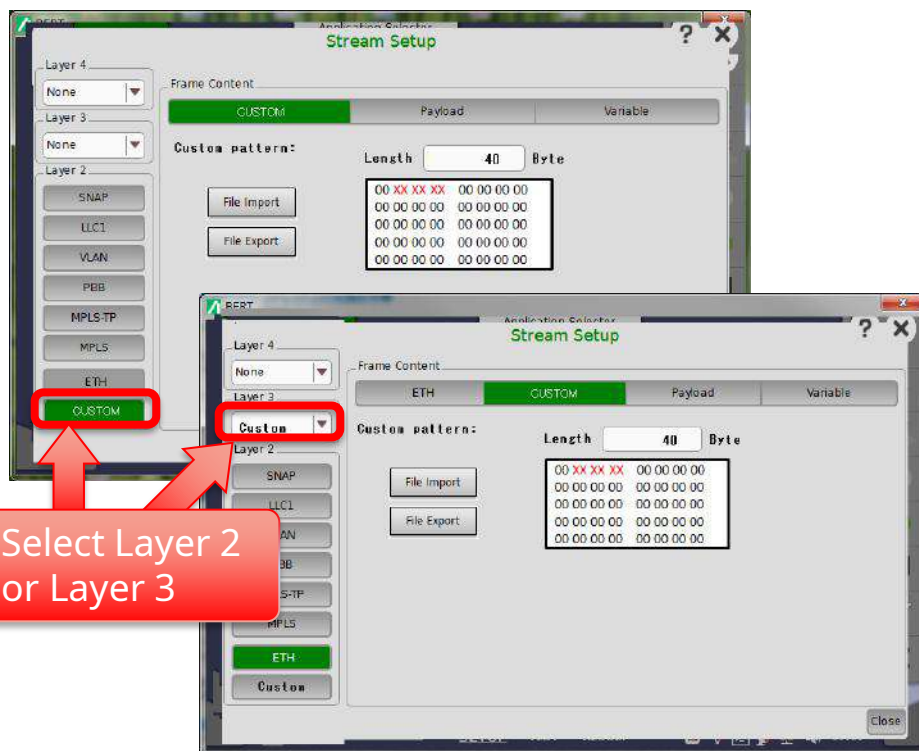 BERT
Application Selector
Stream Setup
? X
Layer 4
None
Layer 3
None
Layer 2
SNAP
LLC1
VLAN
PBB
MPLS-TP
MPLS
ETH
CUSTOM
Frame Content
CUSTOM Payload Variable
Custom pattern:
Length 40 Byte
File Import
File Export
00 XX XX XX 00 00 00 00
00 00 00 00 00 00 00 00
00 00 00 00 00 00 00 00
00 00 00 00 00 00 00 00
00 00 00 00 00 00 00 00
BERT
Application Selector
Stream Setup
? X
Layer 4
None
Layer 3
Custom
Layer 2
SNAP
LLC1
AN
BB
S-TP
MPLS
ETH
Custom
Frame Content
ETH CUSTOM Payload Variable
Custom pattern:
Length 40 Byte
File Import
File Export
00 XX XX XX 00 00 00 00
00 00 00 00 00 00 00 00
00 00 00 00 00 00 00 00
00 00 00 00 00 00 00 00
00 00 00 00 00 00 00 00
Close
Select Layer 2
or Layer 3